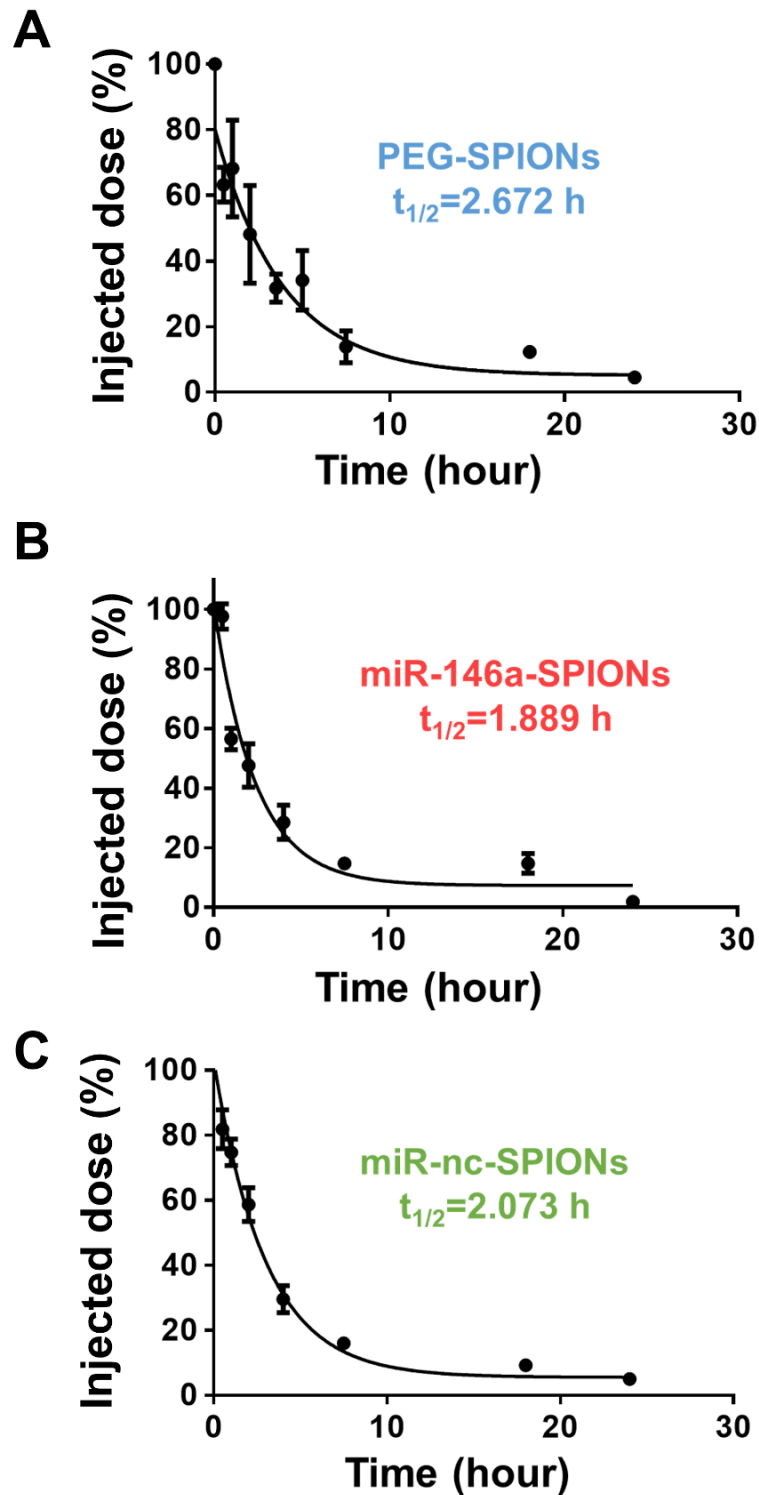 A
Injected dose (%)
100
80
60
40
20
0
PEG-SPIONs
t1/2=2.672 h
0 10 20 30
Time (hour)
B
Injected dose (%)
100
80
60
40
20
0
miR-146a-SPIONs
t1/2=1.889 h
0 10 20 30
Time (hour)
C
Injected dose (%)
100
80
60
40
20
0
miR-nc-SPIONs
t1/2=2.073 h
0 10 20 30
Time (hour)